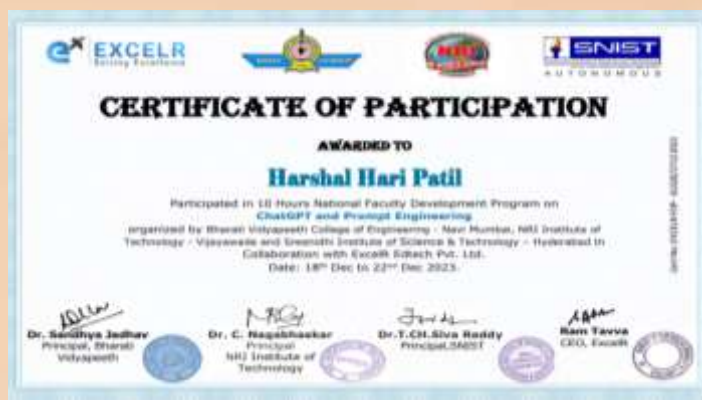 EXCELR
Raising Excellence
SNIST
AUTONOMOUS
CERTIFICATE OF PARTICIPATION
AWARDED TO
Harshal Hari Patil
Participated in 10 Hours National Faculty Development Program on
ChatGPT and Prompt Engineering
organized by Bharati Vidyapeeth College of Engineering - Navi Mumbai, NRI Institute of
Technology - Vijayawada and Sreenidhi Institute of Science & Technology - Hyderabad in
Collaboration with ExcelR Edtech Pvt. Ltd.
Date: 18th Dec to 22nd Dec 2023.
Dr. Sandhya Jadhav
Principal, Bharati
Vidyapeeth
Dr. C. Nagabhaskar
Principal
NRI Institute of
Technology
Dr.T.CH.Siva Reddy
Principal,SNIST
Ram Tavva
CEO, ExcelR